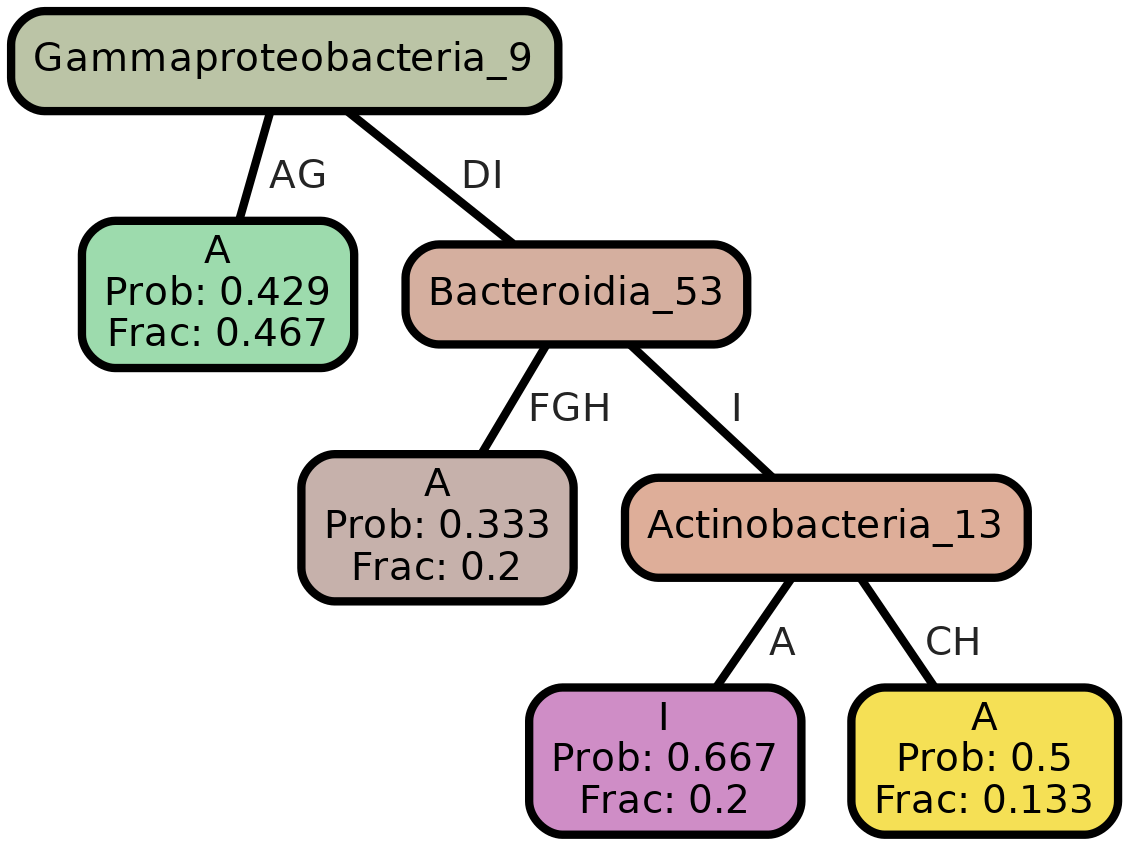 Gammaproteobacteria_9
AG
DI
A
Prob: 0.429
Frac: 0.467
Bacteroidia_53
FGH
I
A
Prob: 0.333
Frac: 0.2
Actinobacteria_13
A
CH
I
Prob: 0.667
Frac: 0.2
A
Prob: 0.5
Frac: 0.133